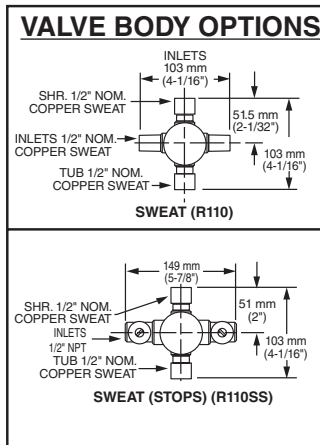 VALVE BODY OPTIONS
INLETS
103 mm
(4-1/16")
SHR. 1/2" NOM.
COPPER SWEAT
51.5 mm
(2-1/32")
INLETS 1/2" NOM.
COPPER SWEAT
103 mm
(4-1/16")
TUB 1/2" NOM.
COPPER SWEAT
SWEAT (R110)
149 mm
(5-7/8")
SHR. 1/2" NOM.
COPPER SWEAT
51 mm
(2")
INLETS
1/2" NPT
103 mm
(4-1/16")
TUB 1/2" NOM.
COPPER SWEAT
SWEAT (STOPS) (R110SS)